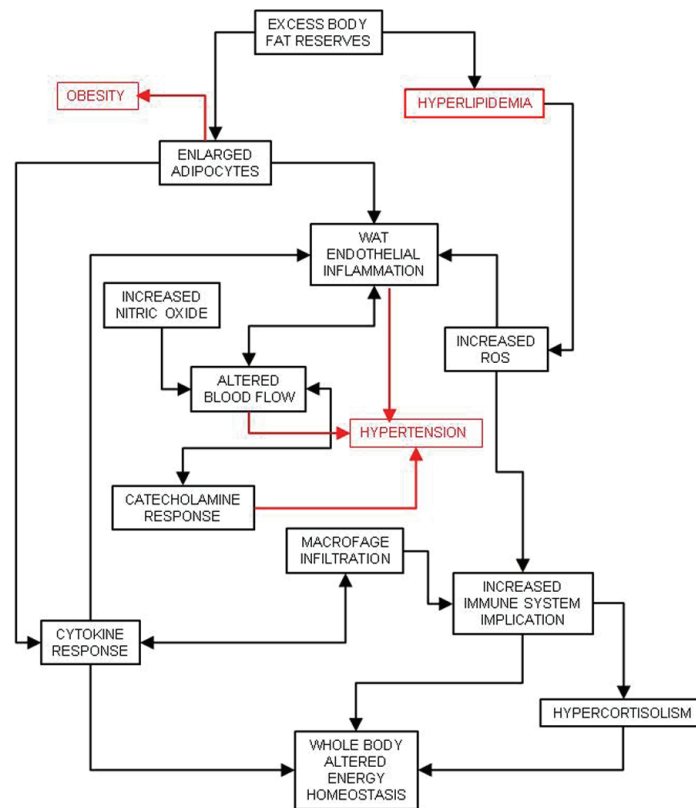 EXCESS BODY
FAT RESERVES
OBESITY
HYPERLIPIDEMIA
ENLARGED
ADIPOCYTES
WAT
ENDOTHELIAL
INFLAMMATION
INCREASED
NITRIC OXIDE
INCREASED
ROS
ALTERED
BLOOD FLOW
HYPERTENSION
CATECHOLAMINE
RESPONSE
MACROFAGE
INFILTRATION
INCREASED
IMMUNE SYSTEM
IMPLICATION
CYTOKINE
RESPONSE
HYPERCORTISOLISM
WHOLE BODY
ALTERED
ENERGY
HOMEOSTASIS